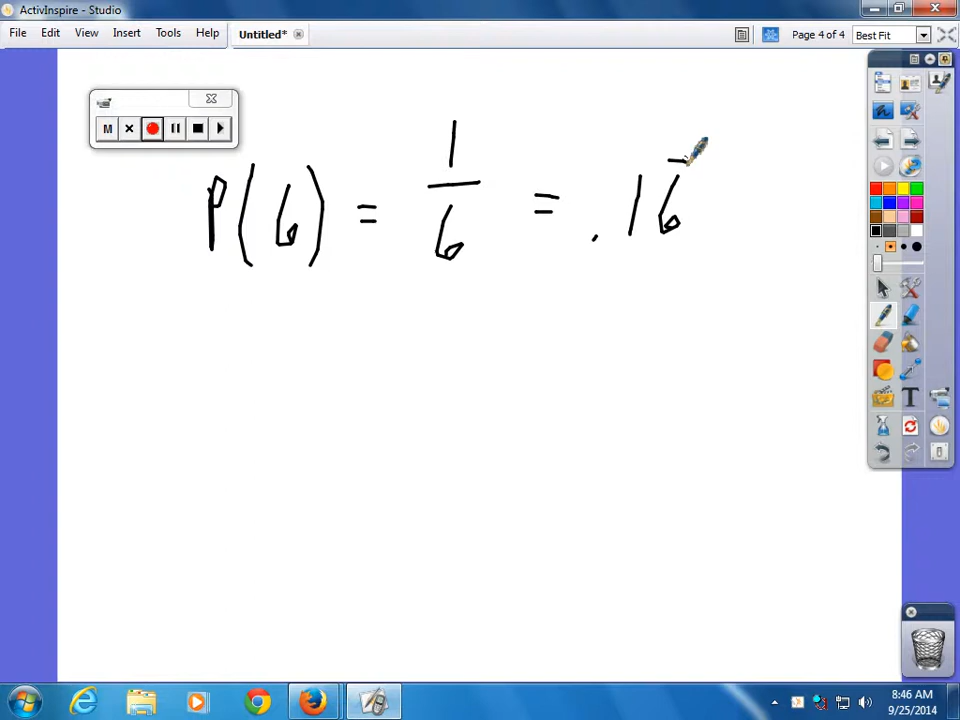 ActivInspire - Studio
File Edit View Insert Tools Help Untitled* Page 4 of 4 Best Fit
M
P(6) = 1/6 = .16̅
T
8:46 AM
9/25/2014